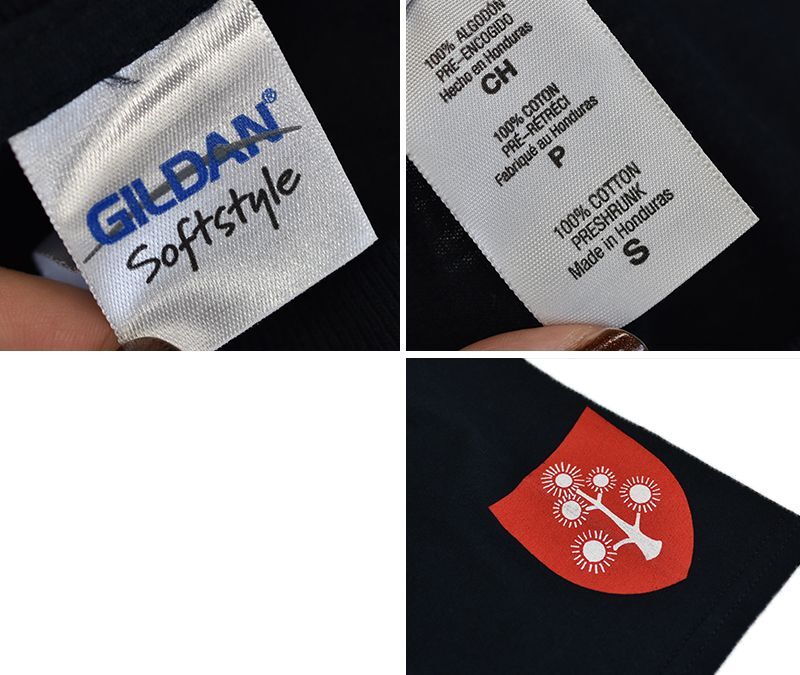 GILDAN®
Softstyle
100% ALGODÓN
PRE-ENCOGIDO
Hecho en Honduras
CH
100% COTON
PRÉ-RÉTRÉCI
Fabriqué au Honduras
P
100% COTTON
PRESHRUNK
Made in Honduras
S